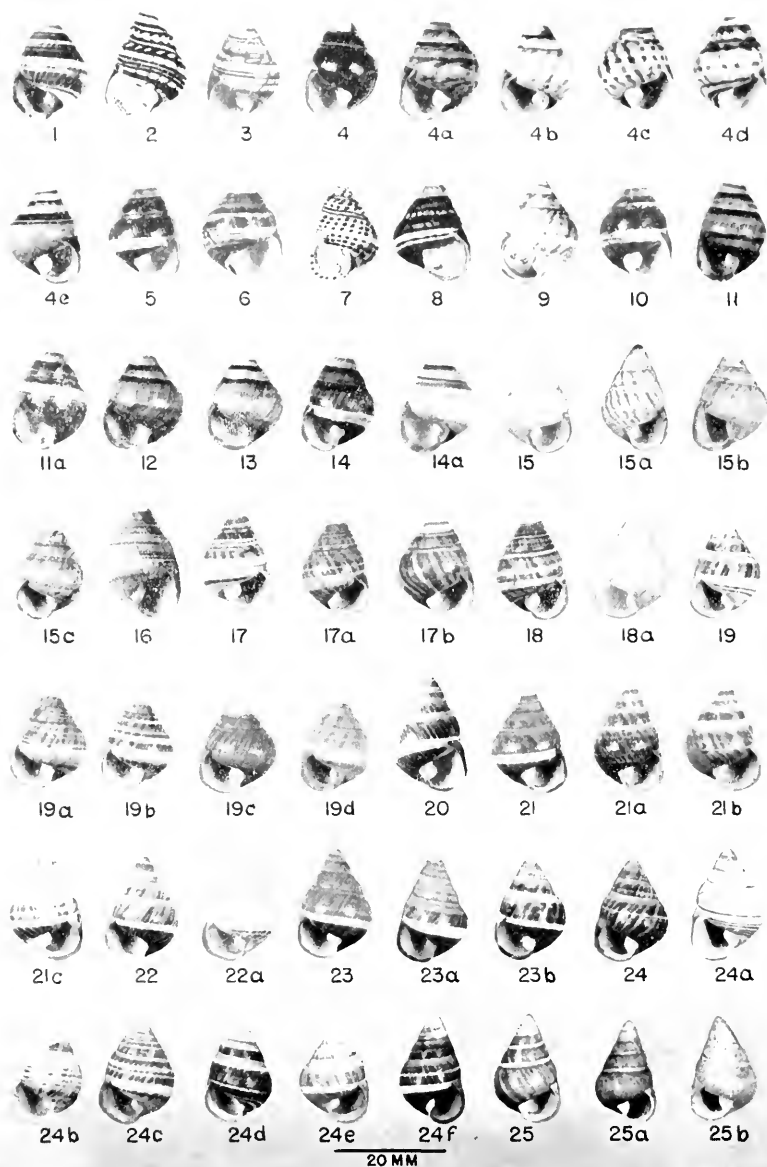 1 2 3 4 4a 4b 4c 4d
4e 5 6 7 8 9 10 11
11a 12 13 14 14a 15 15a 15b
15c 16 17 17a 17b 18 18a 19
19a 19b 19c 19d 20 21 21a 21b
21c 22 22a 23 23a 23b 24 24a
24b 24c 24d 24e 24f 25 25a 25b
20 MM